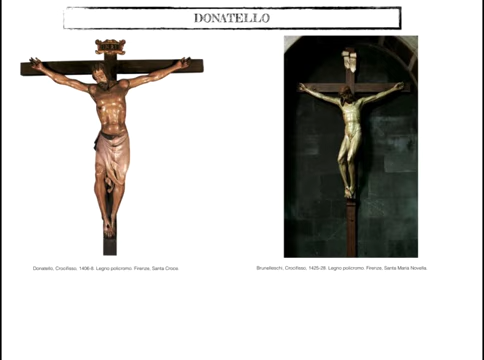 DONATELLO
Donatello, Crocifisso, 1406-8. Legno policromo. Firenze, Santa Croce
Brunelleschi, Crocifisso, 1425-28. Legno policromo. Firenze, Santa Maria Novella.